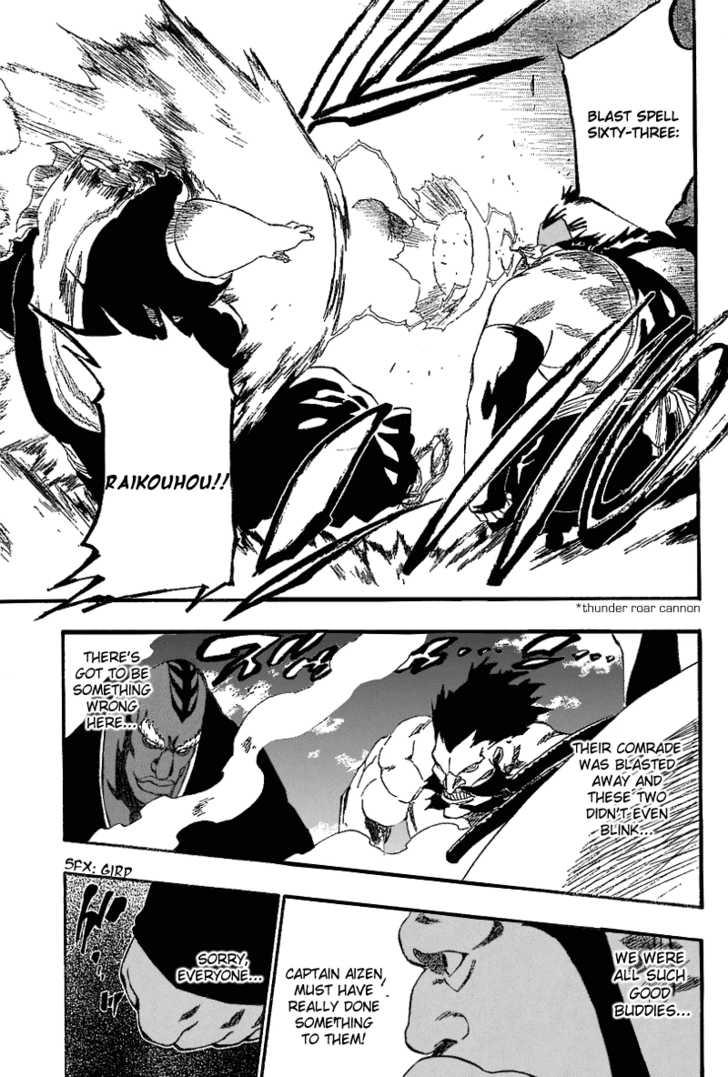 BLAST SPELL
SIXTY-THREE:
RAIKOUHOU!!
*thunder roar cannon
THEIR COMRADE
WAS BLASTED
AWAY AND
THESE TWO
DIDN'T EVEN
BLINK...
THERE'S
GOT TO BE
SOMETHING
WRONG
HERE...
WE WERE
ALL SUCH
GOOD
BUDDIES...
CAPTAIN AIZEN,
MUST HAVE
REALLY DONE
SOMETHING
TO THEM!
SFX: GIRP
SORRY,
EVERYONE...